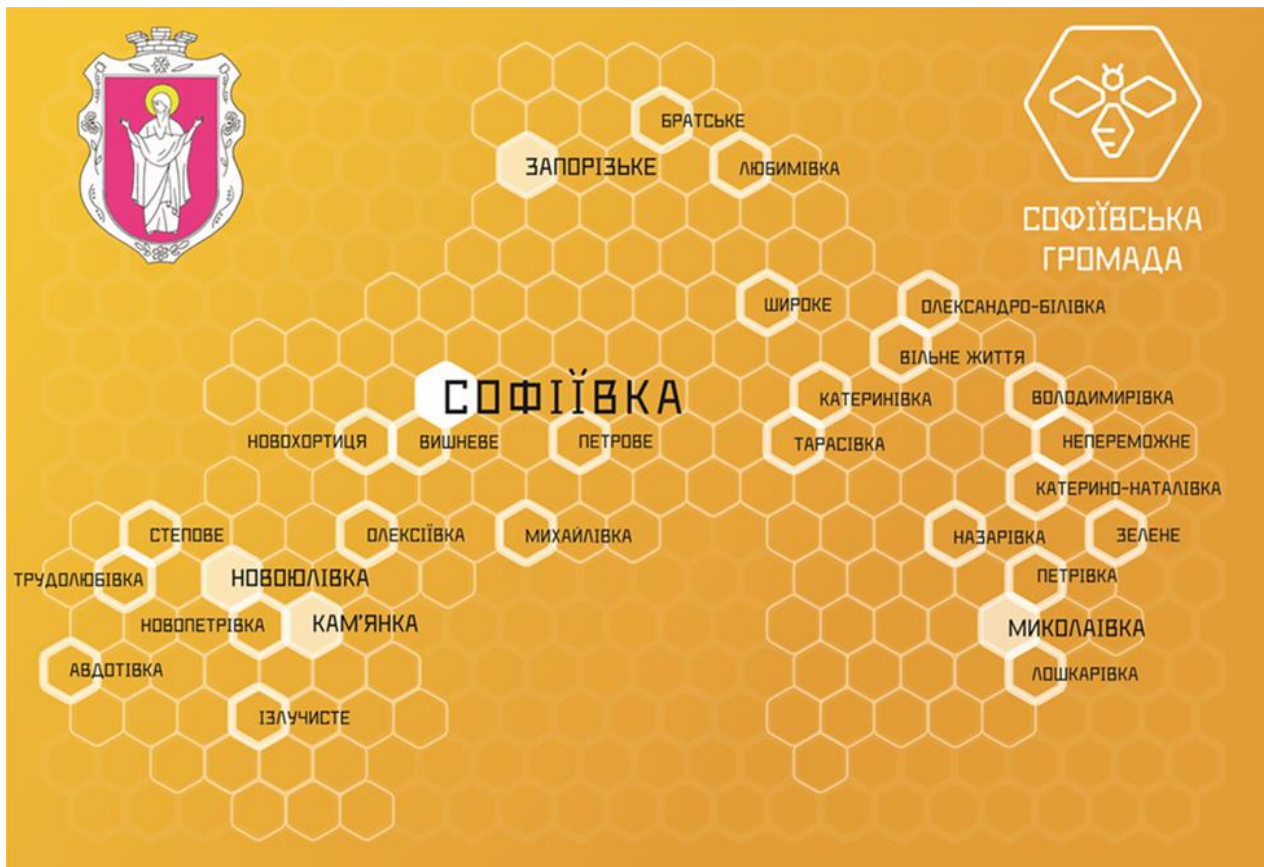 БРАТСЬКЕ
ЗАПОРІЗЬКЕ
ЛЮБИМІВКА
СОФІЇВСЬКА
ГРОМАДА
ШИРОКЕ
ОЛЕКСАНДРО-БІЛІВКА
ВІЛЬНЕ ЖИТТЯ
СОФІЇВКА
КАТЕРИНІВКА
ВОЛОДИМИРІВКА
НОВОХОРТИЦЯ
ВИШНЕВЕ
ПЕТРОВЕ
ТАРАСІВКА
НЕПЕРЕМОЖНЕ
КАТЕРИНО-НАТАЛІВКА
СТЕПОВЕ
ОЛЕКСІЇВКА
МИХАЙЛІВКА
НАЗАРІВКА
ЗЕЛЕНЕ
ТРУДОЛЮБІВКА
НОВОЮЛІВКА
ПЕТРІВКА
НОВОПЕТРІВКА
КАМ'ЯНКА
МИКОЛАІВКА
АВДОТІВКА
ЛОШКАРІВКА
ІЗЛУЧИСТЕ